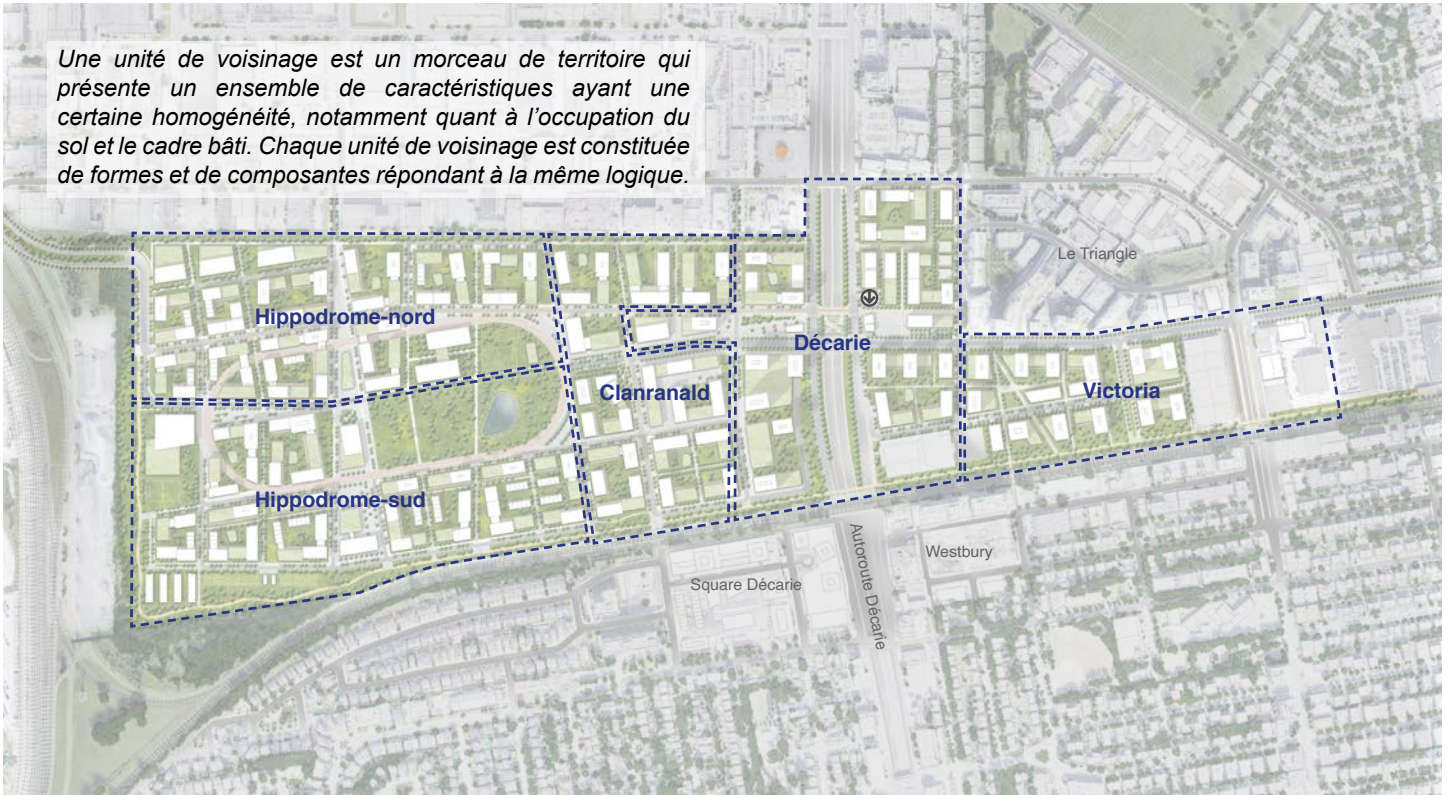 Une unité de voisinage est un morceau de territoire qui
présente un ensemble de caractéristiques ayant une
certaine homogénéité, notamment quant à l’occupation du
sol et le cadre bâti. Chaque unité de voisinage est constituée
de formes et de composantes répondant à la même logique.
Le Triangle
Hippodrome-nord
Décarie
Clanranald
Victoria
Hippodrome-sud
Autoroute Décarie
Westbury
Square Décarie